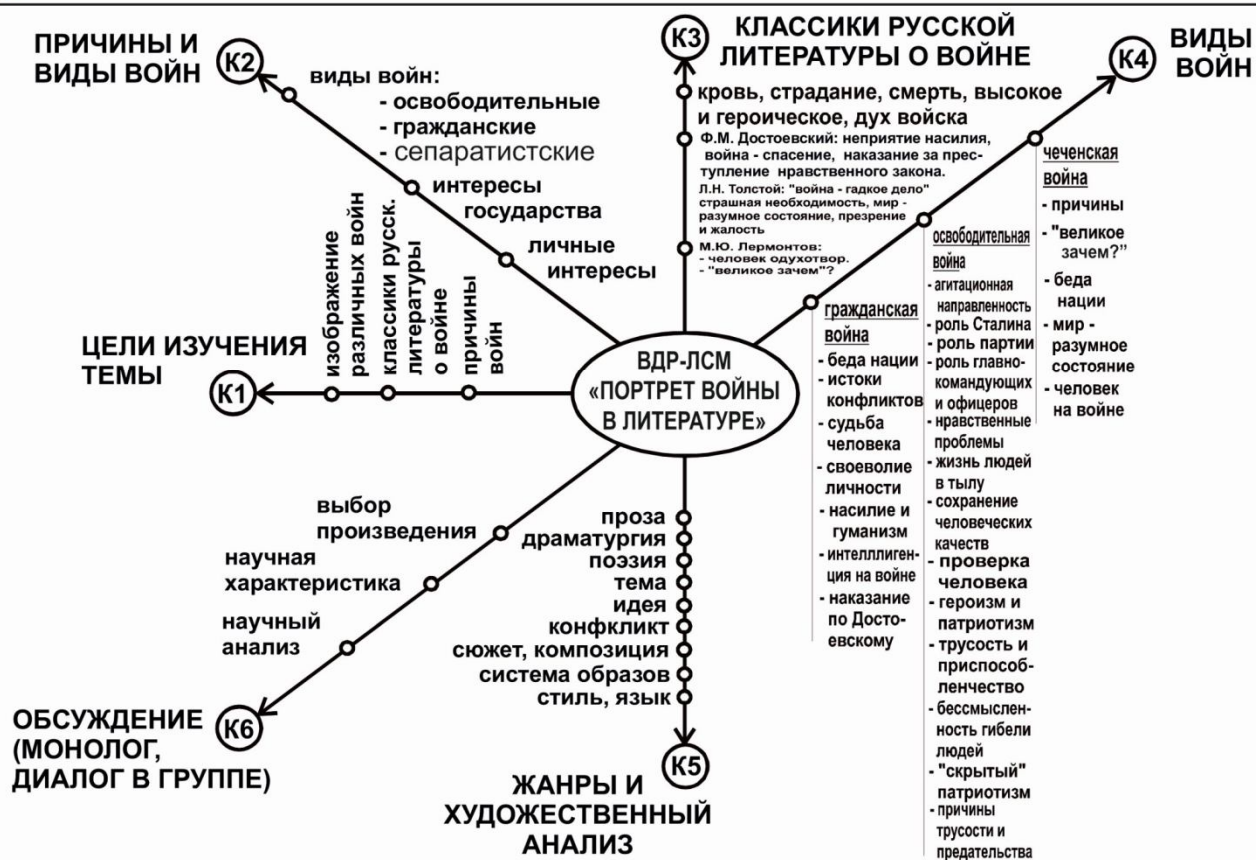 ПРИЧИНЫ И
ВИДЫ ВОЙН
К2
виды войн:
- освободительные
- гражданские
- сепаратистские
интересы
государства
личные
интересы
К3
КЛАССИКИ РУССКОЙ
ЛИТЕРАТУРЫ О ВОЙНЕ
кровь, страдание, смерть, высокое
и героическое, дух войска
Ф.М. Достоевский: неприятие насилия,
война - спасение, наказание за прес-
тупление нравственного закона.
Л.Н. Толстой: "война - гадкое дело"
страшная необходимость, мир -
разумное состояние, презрение
и жалость
М.Ю. Лермонтов:
- человек одухотвор.
- "великое зачем"?
К4
ВИДЫ
ВОЙН
чеченская
война
- причины
- "великое
зачем?”
- беда
нации
- мир -
разумное
состояние
- человек
на войне
освободительная
война
- агитационная
направленность
- роль Сталина
- роль партии
- роль главно-
командующих
и офицеров
- нравственные
проблемы
- жизнь людей
в тылу
- сохранение
человеческих
качеств
- проверка
человека
- героизм и
патриотизм
- трусость и
приспособ-
ленчество
- бессмыслен-
ность гибели
людей
- "скрытый"
патриотизм
- причины
трусости и
предательства
гражданская
война
- беда нации
- истоки
конфликтов
- судьба
человека
- своеволие
личности
- насилие и
гуманизм
- интелллиген-
ция на войне
- наказание
по Досто-
евскому
ЦЕЛИ ИЗУЧЕНИЯ
ТЕМЫ
К1
изображение
различных войн
классики русск.
литературы
о войне
причины
войн
ВДР-ЛСМ
«ПОРТРЕТ ВОЙНЫ
В ЛИТЕРАТУРЕ»
выбор
произведения
научная
характеристика
научный
анализ
ОБСУЖДЕНИЕ
(МОНОЛОГ,
ДИАЛОГ В ГРУППЕ)
К6
проза
драматургия
поэзия
тема
идея
конфкликт
сюжет, композиция
система образов
стиль, язык
К5
ЖАНРЫ И
ХУДОЖЕСТВЕННЫЙ
АНАЛИЗ